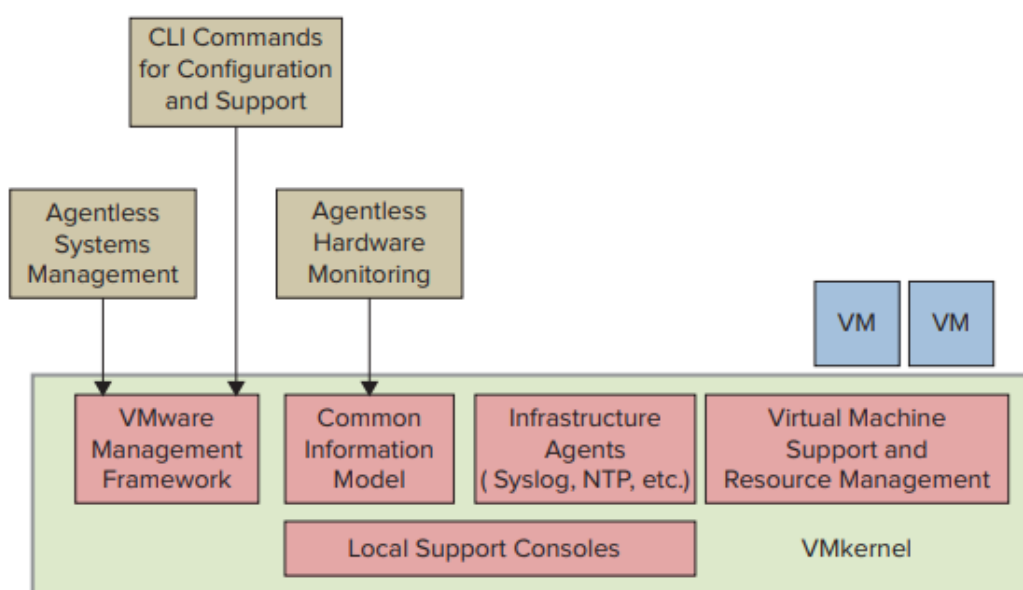 CLI Commands
for Configuration
and Support
Agentless
Systems
Management
Agentless
Hardware
Monitoring
VM
VM
VMware
Management
Framework
Common
Information
Model
Infrastructure
Agents
( Syslog, NTP, etc.)
Virtual Machine
Support and
Resource Management
Local Support Consoles
VMkernel